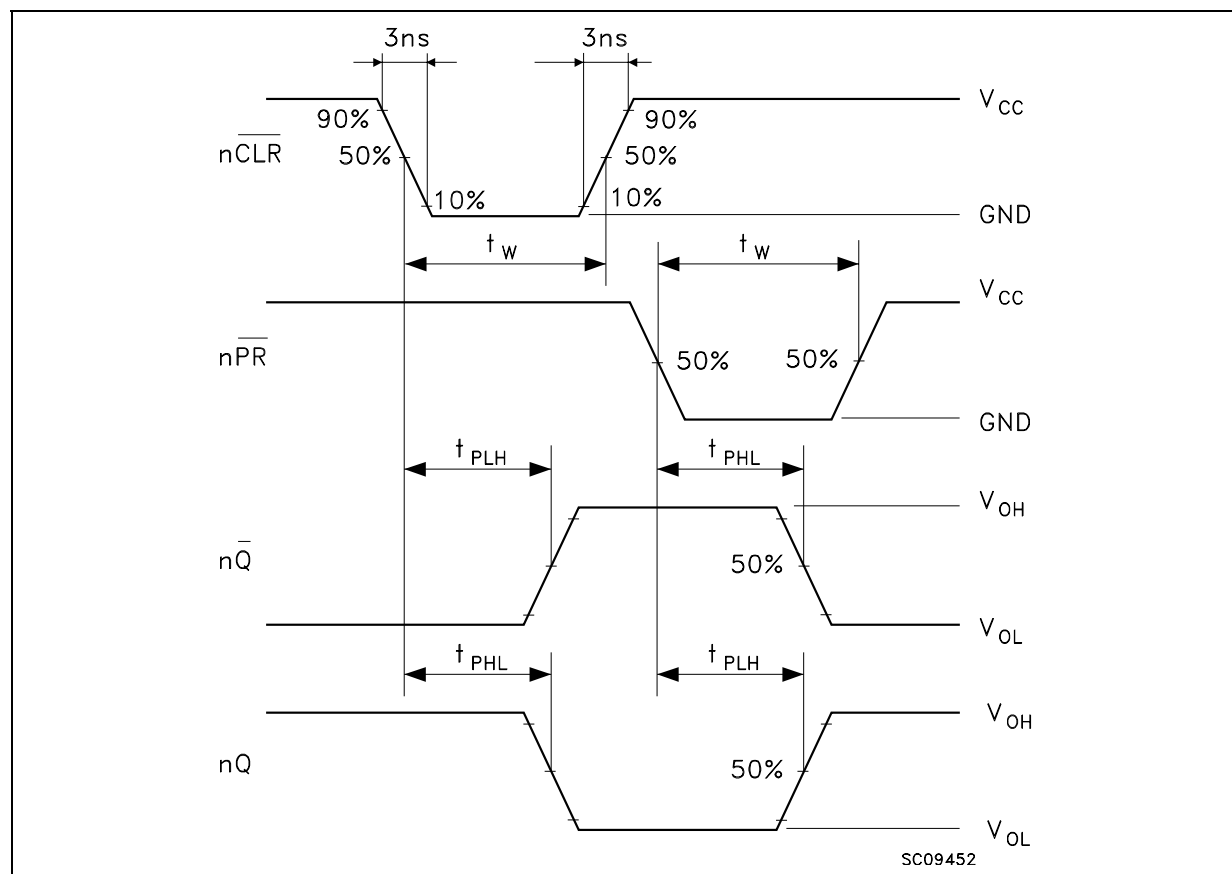 3ns 3ns
V CC
90% 90%
nCLR 50% 50%
10% 10%
GND
t W t W
V CC
nPR 50% 50%
GND
t PLH t PHL
V OH
nQ 50%
V OL
t PHL t PLH
V OH
nQ 50%
V OL
SC09452